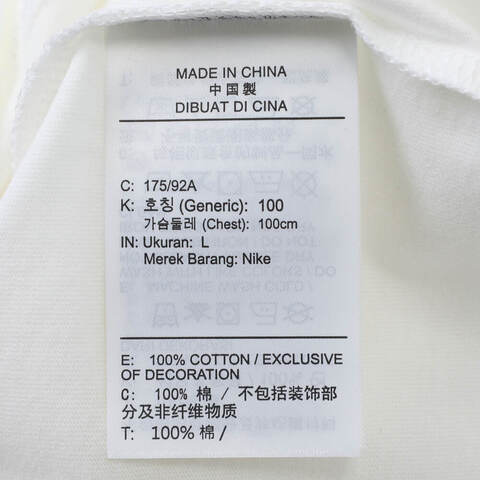 MADE IN CHINA
中国製
DIBUAT DI CINA
C: 175/92A
K: 호칭 (Generic): 100
가슴둘레 (Chest): 100cm
IN: Ukuran: L
Merek Barang: Nike
E: 100% COTTON / EXCLUSIVE
OF DECORATION
C: 100% 棉 / 不包括装饰部
分及非纤维物质
T: 100% 棉 /